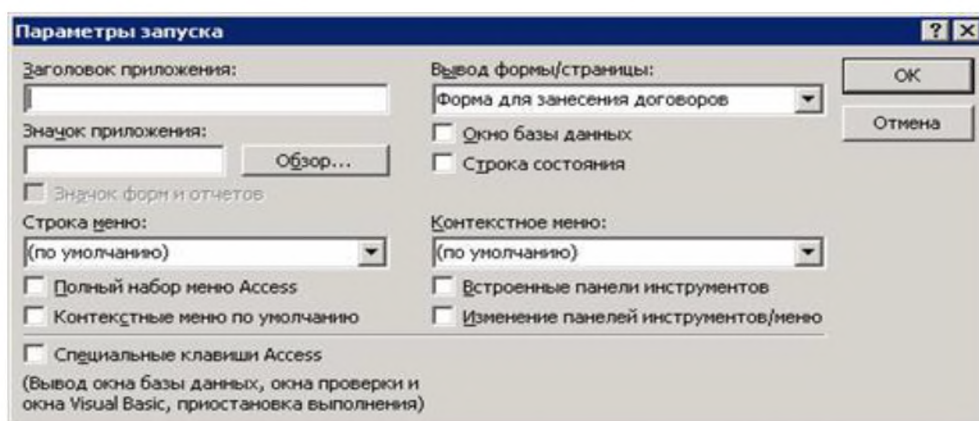 Параметры запуска
Заголовок приложения:
Вывод формы/страницы:
OK
Форма для занесения договоров
Значок приложения:
Окно базы данных
Отмена
Обзор...
Строка состояния
Значок форм и отчетов
Строка меню:
Контекстное меню:
(по умолчанию)
(по умолчанию)
Полный набор меню Access
Встроенные панели инструментов
Контекстные меню по умолчанию
Изменение панелей инструментов/меню
Специальные клавиши Access
(Вывод окна базы данных, окна проверки и
окна Visual Basic, приостановка выполнения)